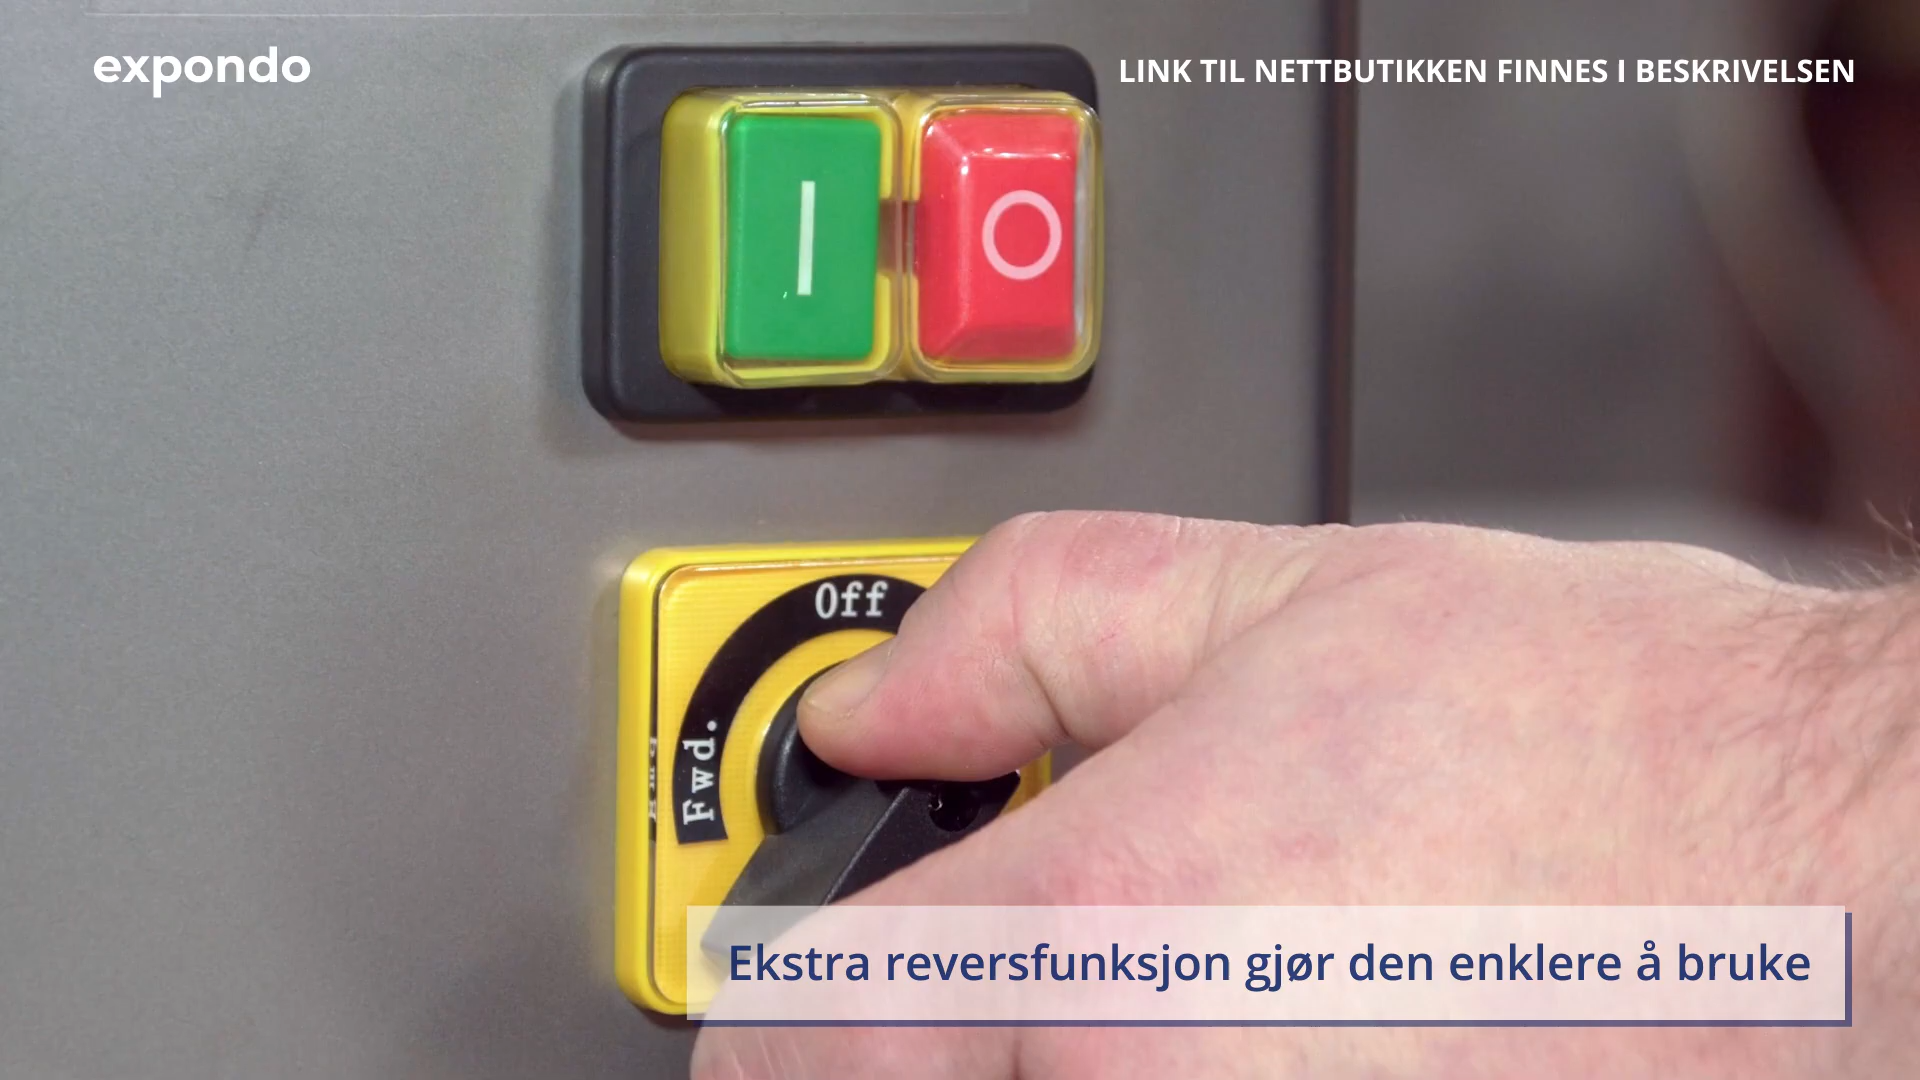 expondo
LINK TIL NETTBUTIKKEN FINNES I BESKRIVELSEN
Off
Fwd.
Ekstra reversfunksjon gjør den enklere å bruke